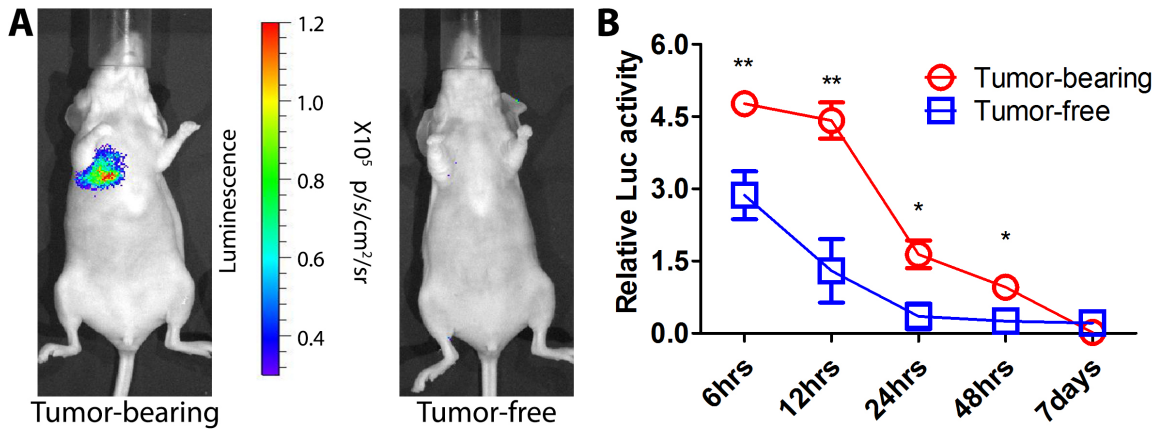 A
1.2
1.0
0.8
0.6
0.4
Luminescence
X10⁵ p/s/cm²/sr
Tumor-bearing
Tumor-free
B
Relative Luc activity
6.0
4.5
3.0
1.5
0.0
**
**
*
*
Tumor-bearing
Tumor-free
6hrs
12hrs
24hrs
48hrs
7days